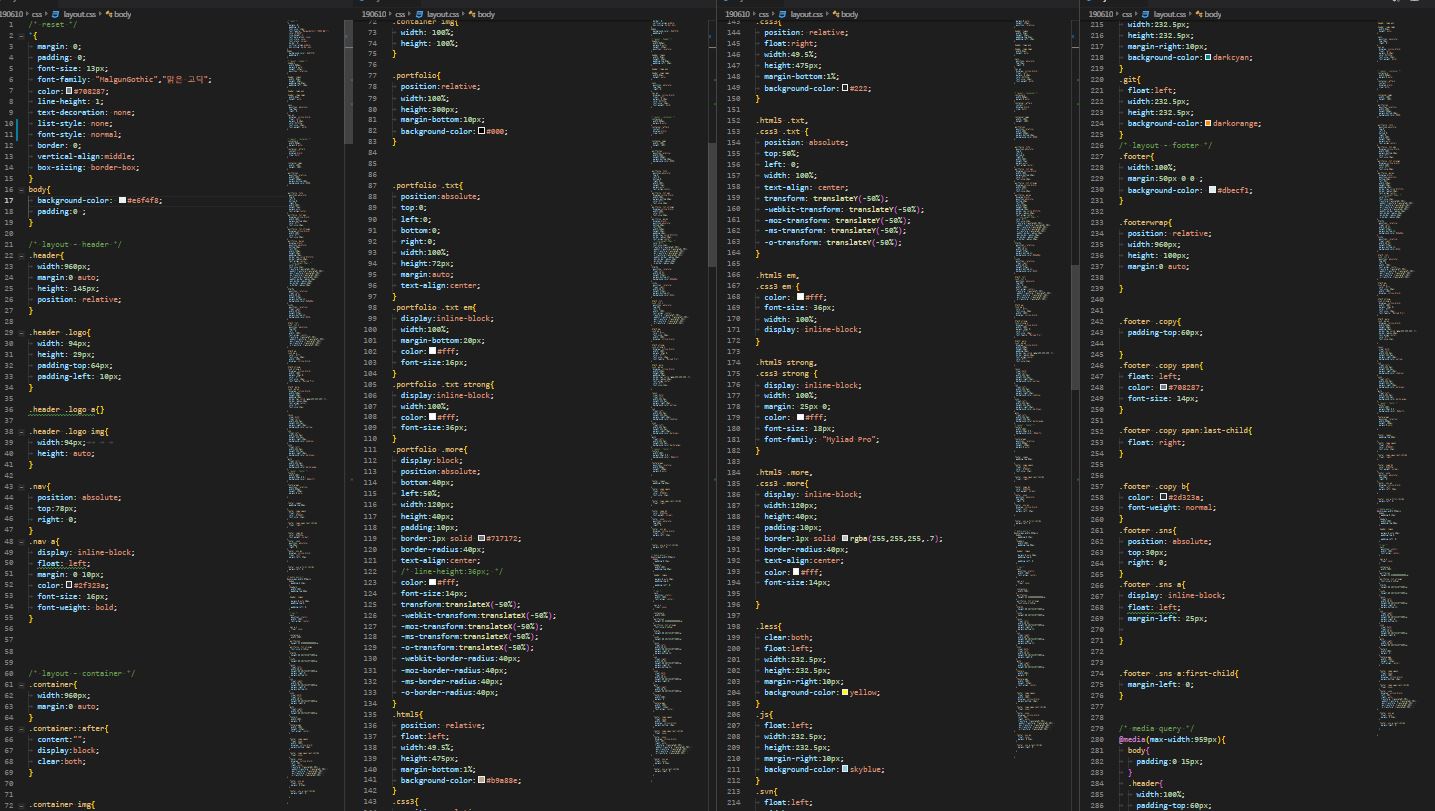 190610 > css > layout.css > body
1 /* reset */
2 *{
3 margin: 0;
4 padding: 0;
5 font-size: 13px;
6 font-family: "MalgunGothic","맑은 고딕";
7 color: #708287;
8 line-height: 1;
9 text-decoration: none;
10 list-style: none;
11 font-style: normal;
12 border: 0;
13 vertical-align:middle;
14 box-sizing: border-box;
15 }
16 body{
17 background-color: #e6f4f8;
18 padding:0 ;
19 }
20
21 /* layout - header */
22 .header{
23 width:960px;
24 margin:0 auto;
25 height: 145px;
26 position: relative;
27 }
28
29 .header .logo{
30 width: 94px;
31 height: 29px;
32 padding-top:64px;
33 padding-left: 10px;
34 }
35
36 .header .logo a{}
37
38 .header .logo img{
39 width:94px;
40 height: auto;
41 }
42
43 .nav{
44 position: absolute;
45 top:78px;
46 right: 0;
47 }
48 .nav a{
49 display: inline-block;
50 float: left;
51 margin: 0 10px;
52 color: #2f323a;
53 font-size: 16px;
54 font-weight: bold;
55 }
56
57
58
59
60 /* layout - container */
61 .container{
62 width:960px;
63 margin:0 auto;
64 }
65 .container::after{
66 content:"";
67 display:block;
68 clear:both;
69 }
70
71
72 .container img{
190610 > css > layout.css > body
72 .container img{
73 width: 100%;
74 height: 100%;
75 }
76
77 .portfolio{
78 position:relative;
79 width:100%;
80 height:300px;
81 margin-bottom:10px;
82 background-color: #000;
83 }
84
85
86
87 .portfolio .txt{
88 position:absolute;
89 top:0;
90 left:0;
91 bottom:0;
92 right:0;
93 width:100%;
94 height:72px;
95 margin:auto;
96 text-align:center;
97 }
98 .portfolio .txt em{
99 display:inline-block;
100 width:100%;
101 margin-bottom:20px;
102 color: #fff;
103 font-size:16px;
104 }
105 .portfolio .txt strong{
106 display:inline-block;
107 width:100%;
108 color: #fff;
109 font-size:36px;
110 }
111 .portfolio .more{
112 display:block;
113 position:absolute;
114 bottom:40px;
115 left:50%;
116 width:120px;
117 height:40px;
118 padding:10px;
119 border:1px solid #717172;
120 border-radius:40px;
121 text-align:center;
122 /* line-height:36px; */
123 color: #fff;
124 font-size:14px;
125 transform:translateX(-50%);
126 -webkit-transform:translateX(-50%);
127 -moz-transform:translateX(-50%);
128 -ms-transform:translateX(-50%);
129 -o-transform:translateX(-50%);
130 -webkit-border-radius:40px;
131 -moz-border-radius:40px;
132 -ms-border-radius:40px;
133 -o-border-radius:40px;
134 }
135 .html5{
136 position: relative;
137 float:left;
138 width:49.5%;
139 height:475px;
140 margin-bottom:1%;
141 background-color: #b9a88e;
142 }
143 .css3{
190610 > css > layout.css > body
143 .css3{
144 position: relative;
145 float:right;
146 width:49.5%;
147 height:475px;
148 margin-bottom:1%;
149 background-color: #222;
150 }
151
152 .html5 .txt,
153 .css3 .txt {
154 position: absolute;
155 top:50%;
156 left: 0;
157 width: 100%;
158 text-align: center;
159 transform: translateY(-50%);
160 -webkit-transform: translateY(-50%);
161 -moz-transform: translateY(-50%);
162 -ms-transform: translateY(-50%);
163 -o-transform: translateY(-50%);
164 }
165
166 .html5 em,
167 .css3 em {
168 color: #fff;
169 font-size: 36px;
170 width: 100%;
171 display: inline-block;
172 }
173
174 .html5 strong,
175 .css3 strong {
176 display: inline-block;
177 width: 100%;
178 margin: 25px 0;
179 color: #fff;
180 font-size: 18px;
181 font-family: "Myliad Pro";
182 }
183
184 .html5 .more,
185 .css3 .more{
186 display: inline-block;
187 width:120px;
188 height:40px;
189 padding:10px;
190 border:1px solid rgba(255,255,255,.7);
191 border-radius:40px;
192 text-align:center;
193 color: #fff;
194 font-size:14px;
195
196 }
197
198 .less{
199 clear:both;
200 float:left;
201 width:232.5px;
202 height:232.5px;
203 margin-right:10px;
204 background-color: yellow;
205 }
206 .js{
207 float:left;
208 width:232.5px;
209 height:232.5px;
210 margin-right:10px;
211 background-color: skyblue;
212 }
213 .svn{
214 float:left;
190610 > css > layout.css > body
215 width:232.5px;
216 height:232.5px;
217 margin-right:10px;
218 background-color: darkcyan;
219 }
220 .git{
221 float:left;
222 width:232.5px;
223 height:232.5px;
224 background-color: darkorange;
225 }
226 /* layout - footer */
227 .footer{
228 width:100%;
229 margin:50px 0 0 ;
230 background-color: #dbecf1;
231 }
232
233 .footerwrap{
234 position: relative;
235 width:960px;
236 height: 100px;
237 margin:0 auto;
238
239 }
240
241
242 .footer .copy{
243 padding-top:60px;
244
245 }
246 .footer .copy span{
247 float: left;
248 color: #708287;
249 font-size: 14px;
250 }
251
252 .footer .copy span:last-child{
253 float: right;
254 }
255
256
257 .footer .copy b{
258 color: #2d323a;
259 font-weight: normal;
260 }
261 .footer .sns{
262 position: absolute;
263 top:30px;
264 right: 0;
265 }
266 .footer .sns a{
267 display: inline-block;
268 float: left;
269 margin-left: 25px;
270
271 }
272
273
274 .footer .sns a:first-child{
275 margin-left: 0;
276 }
277
278
279 /* media query */
280 @media(max-width:959px){
281 body{
282 padding:0 15px;
283 }
284 .header{
285 width:100%;
286 padding-top:60px;